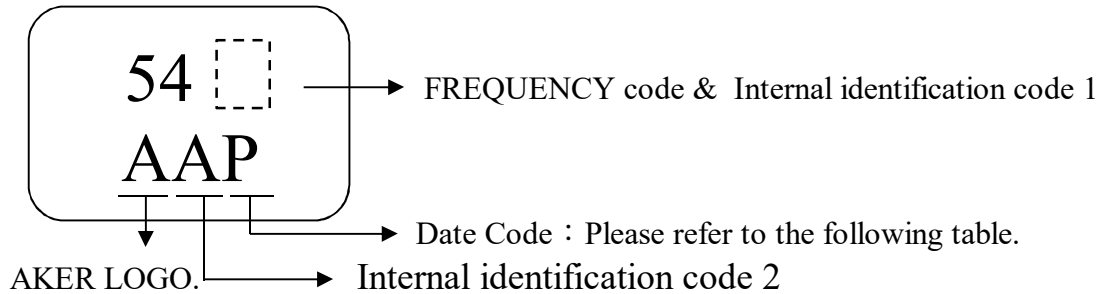 54
FREQUENCY code & Internal identification code 1
AAP
Date Code：Please refer to the following table.
AKER LOGO.
Internal identification code 2